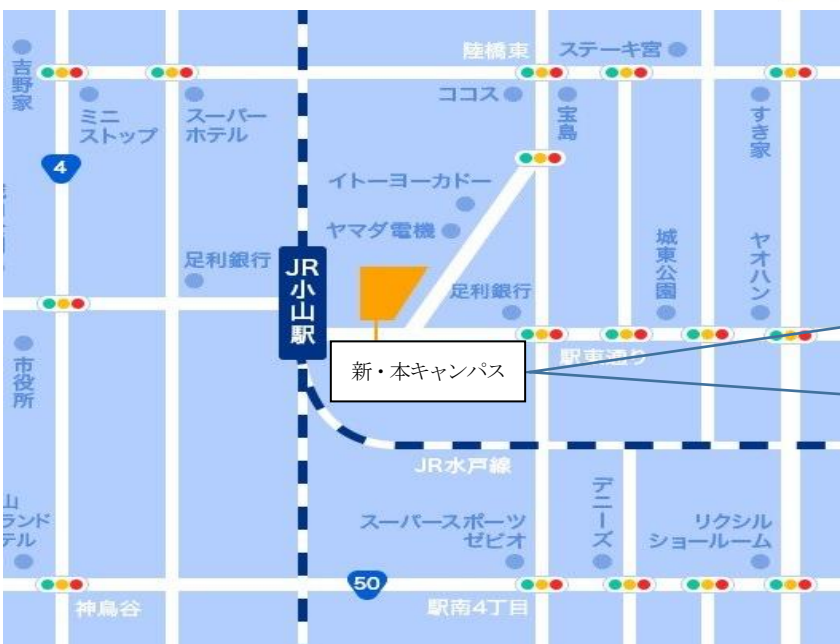 陸橋東
ステーキ宮
吉野家
ミニ
ストップ
スーパー
ホテル
ココス
宝島
すき家
4
イトーヨーカドー
ヤマダ電機
足利銀行
JR小山駅
足利銀行
城東公園
ヤオハン
市役所
新・本キャンパス
駅東通り
JR水戸線
スーパースポーツ
ゼビオ
デニーズ
リクシル
ショールーム
50
神鳥谷
駅南4丁目